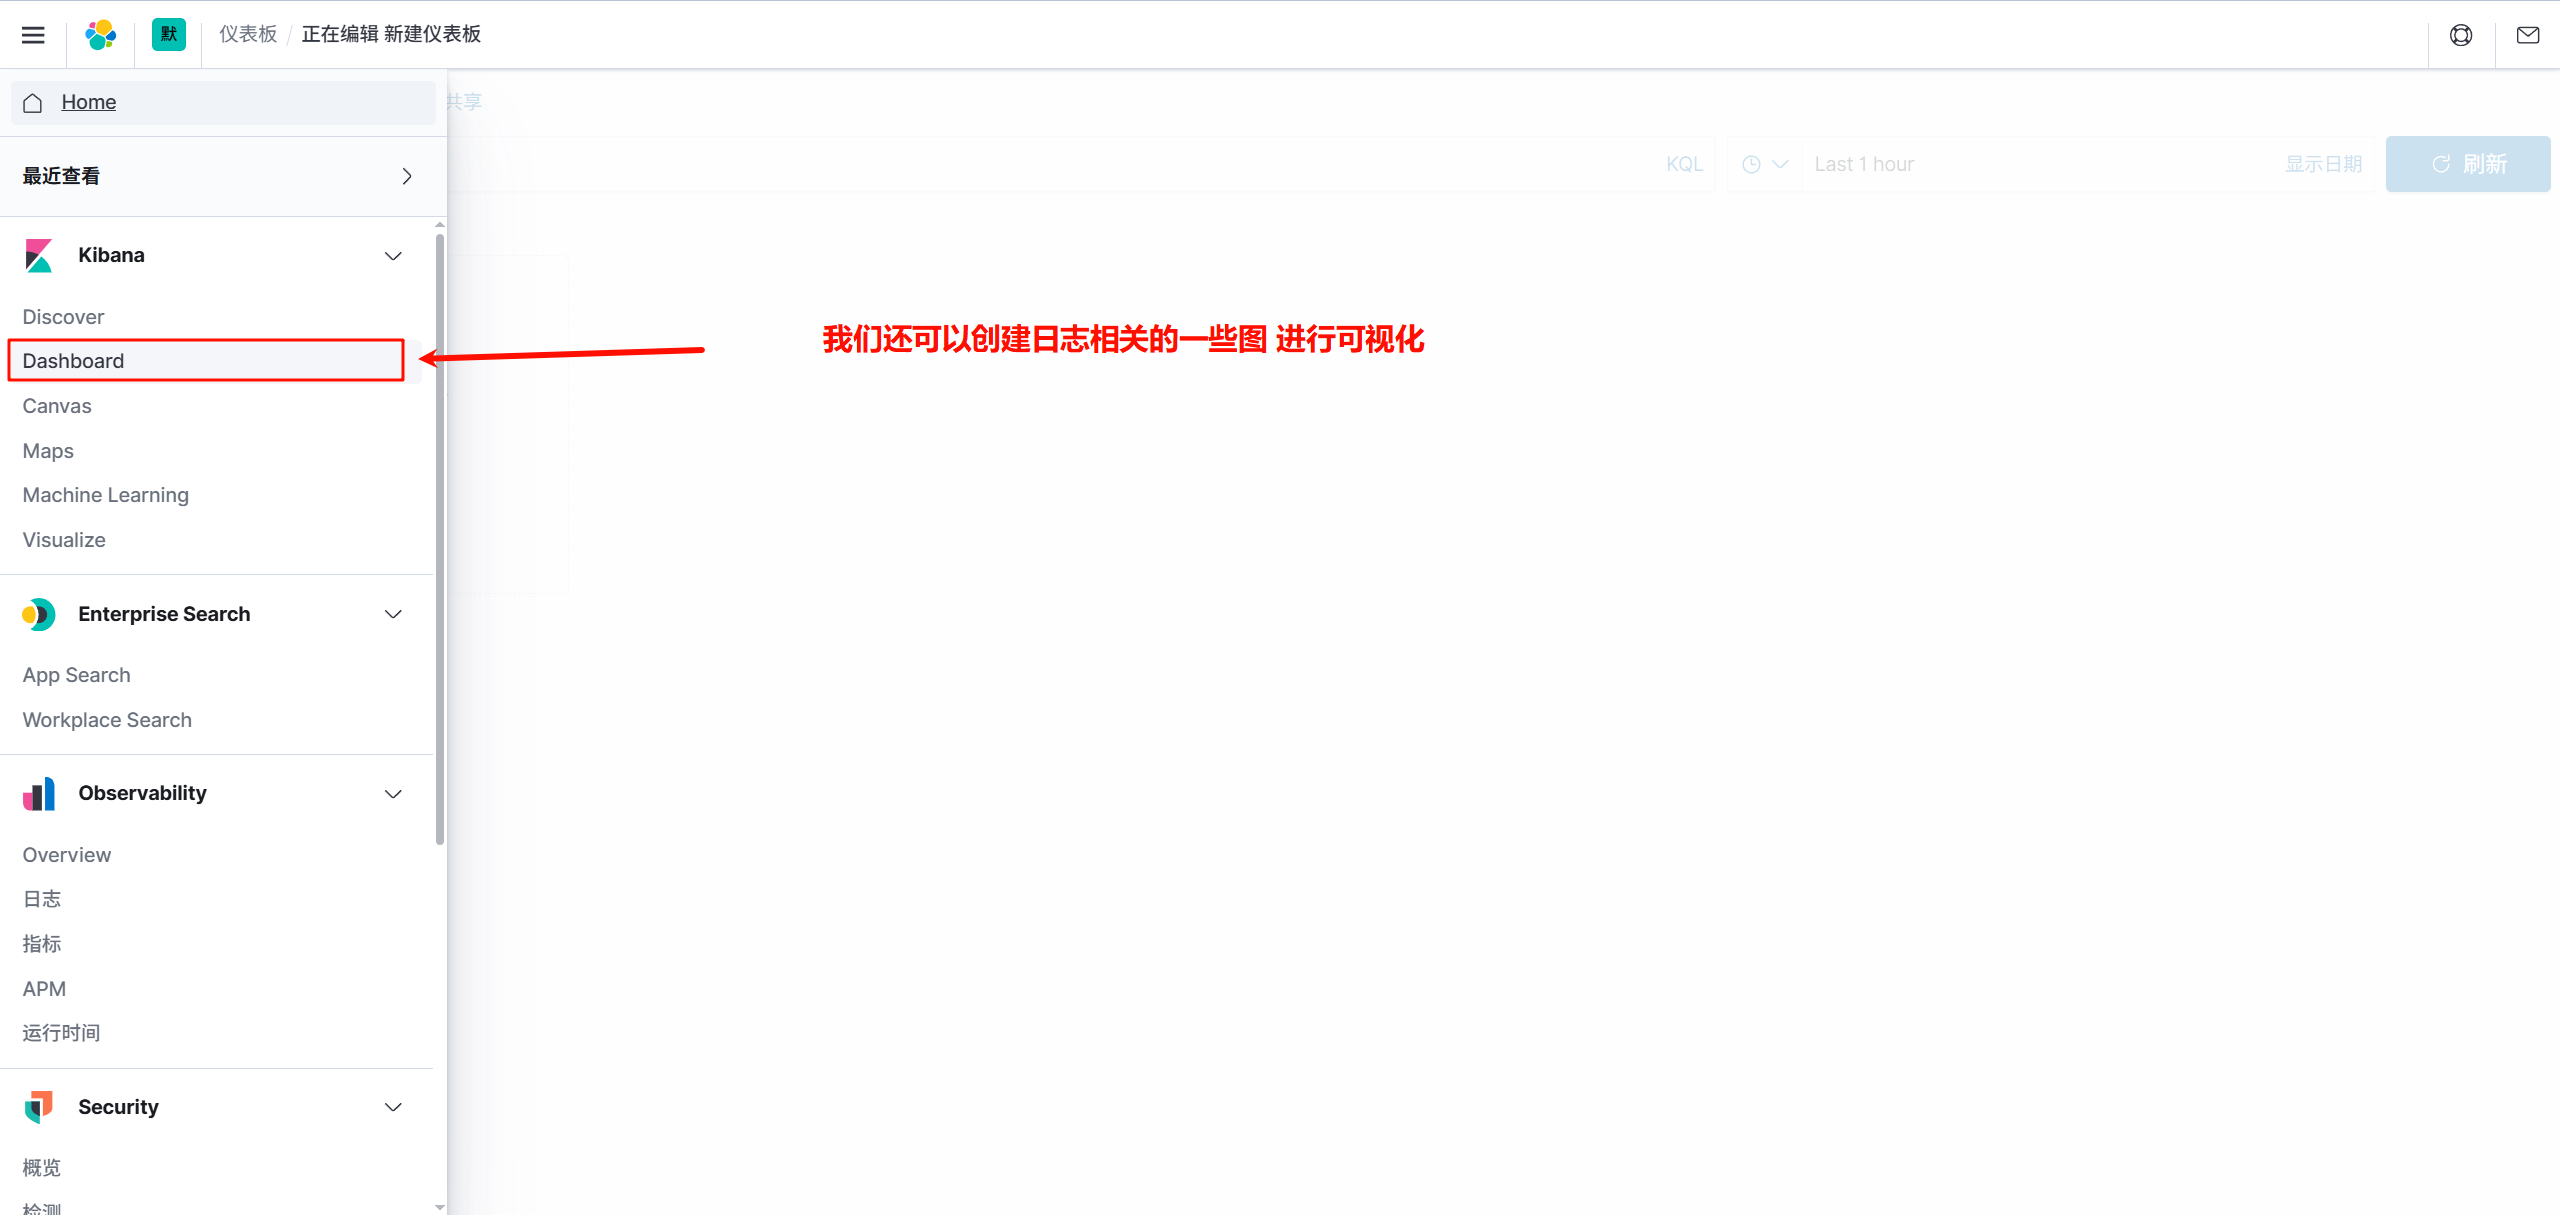 默
仪表板 / 正在编辑 新建仪表板
Home
共享
最近查看
KQL
Last 1 hour
显示日期
刷新
Kibana
Discover
我们还可以创建日志相关的一些图 进行可视化
Dashboard
Canvas
Maps
Machine Learning
Visualize
Enterprise Search
App Search
Workplace Search
Observability
Overview
日志
指标
APM
运行时间
Security
概览
检测